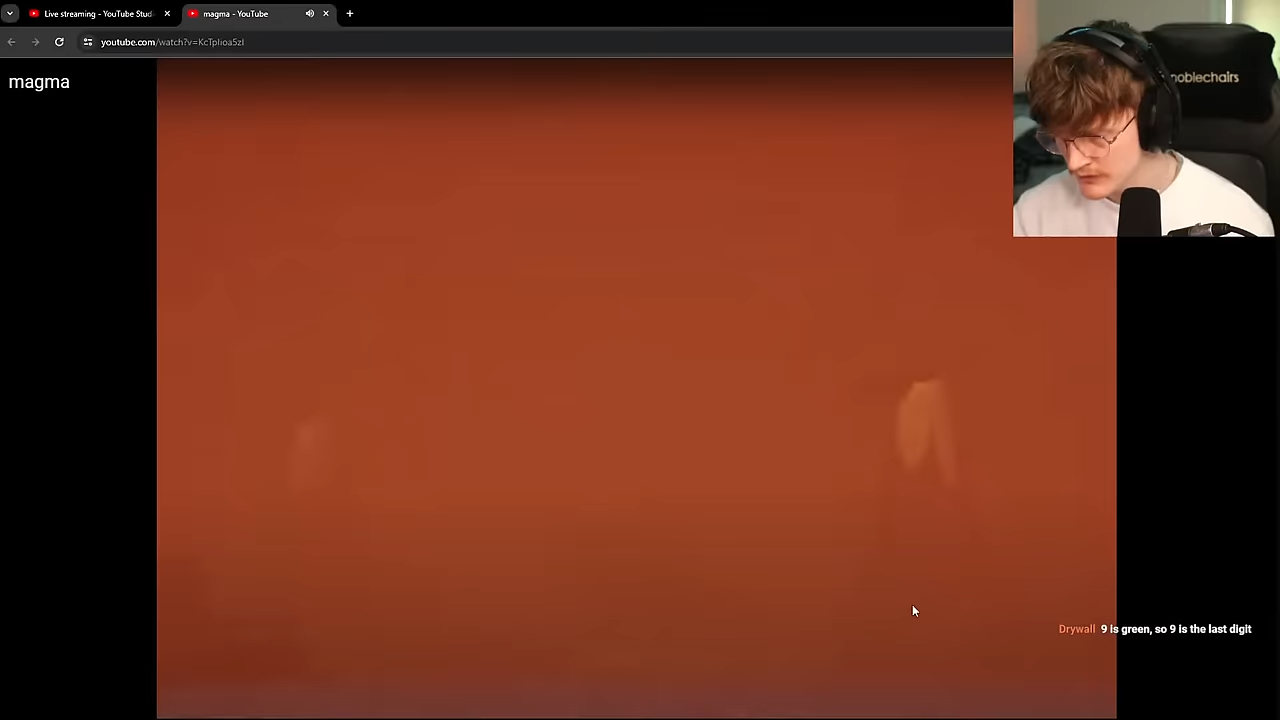 Live streaming - YouTube Stud
magma - YouTube
youtube.com/watch?v=KcTplioa5zI
magma
noblechairs
Drywall 9 is green, so 9 is the last digit